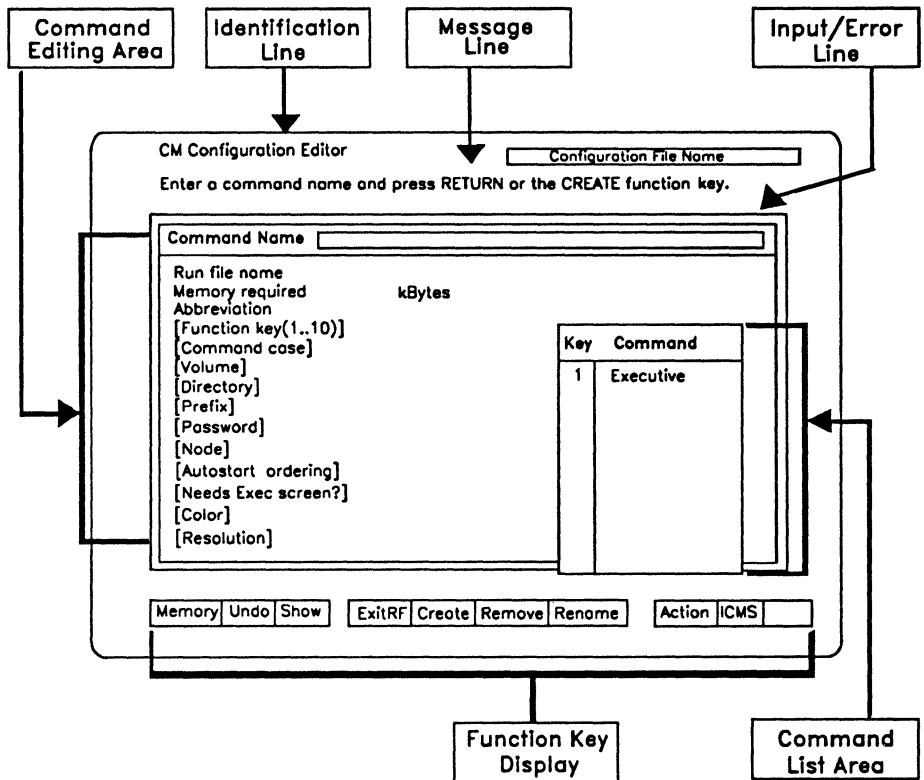 Command
Editing Area
Identification
Line
Message
Line
Input/Error
Line
CM Configuration Editor
Configuration File Name
Enter a command name and press RETURN or the CREATE function key.
Command Name
Run file name
Memory required kBytes
Abbreviation
[Function key(1..10)]
[Command case]
[Volume]
[Directory]
[Prefix]
[Password]
[Node]
[Autostart ordering]
[Needs Exec screen?]
[Color]
[Resolution]
Key Command
1 Executive
Memory Undo Show ExitRF Create Remove Rename Action ICMS
Function Key
Display
Command
List Area